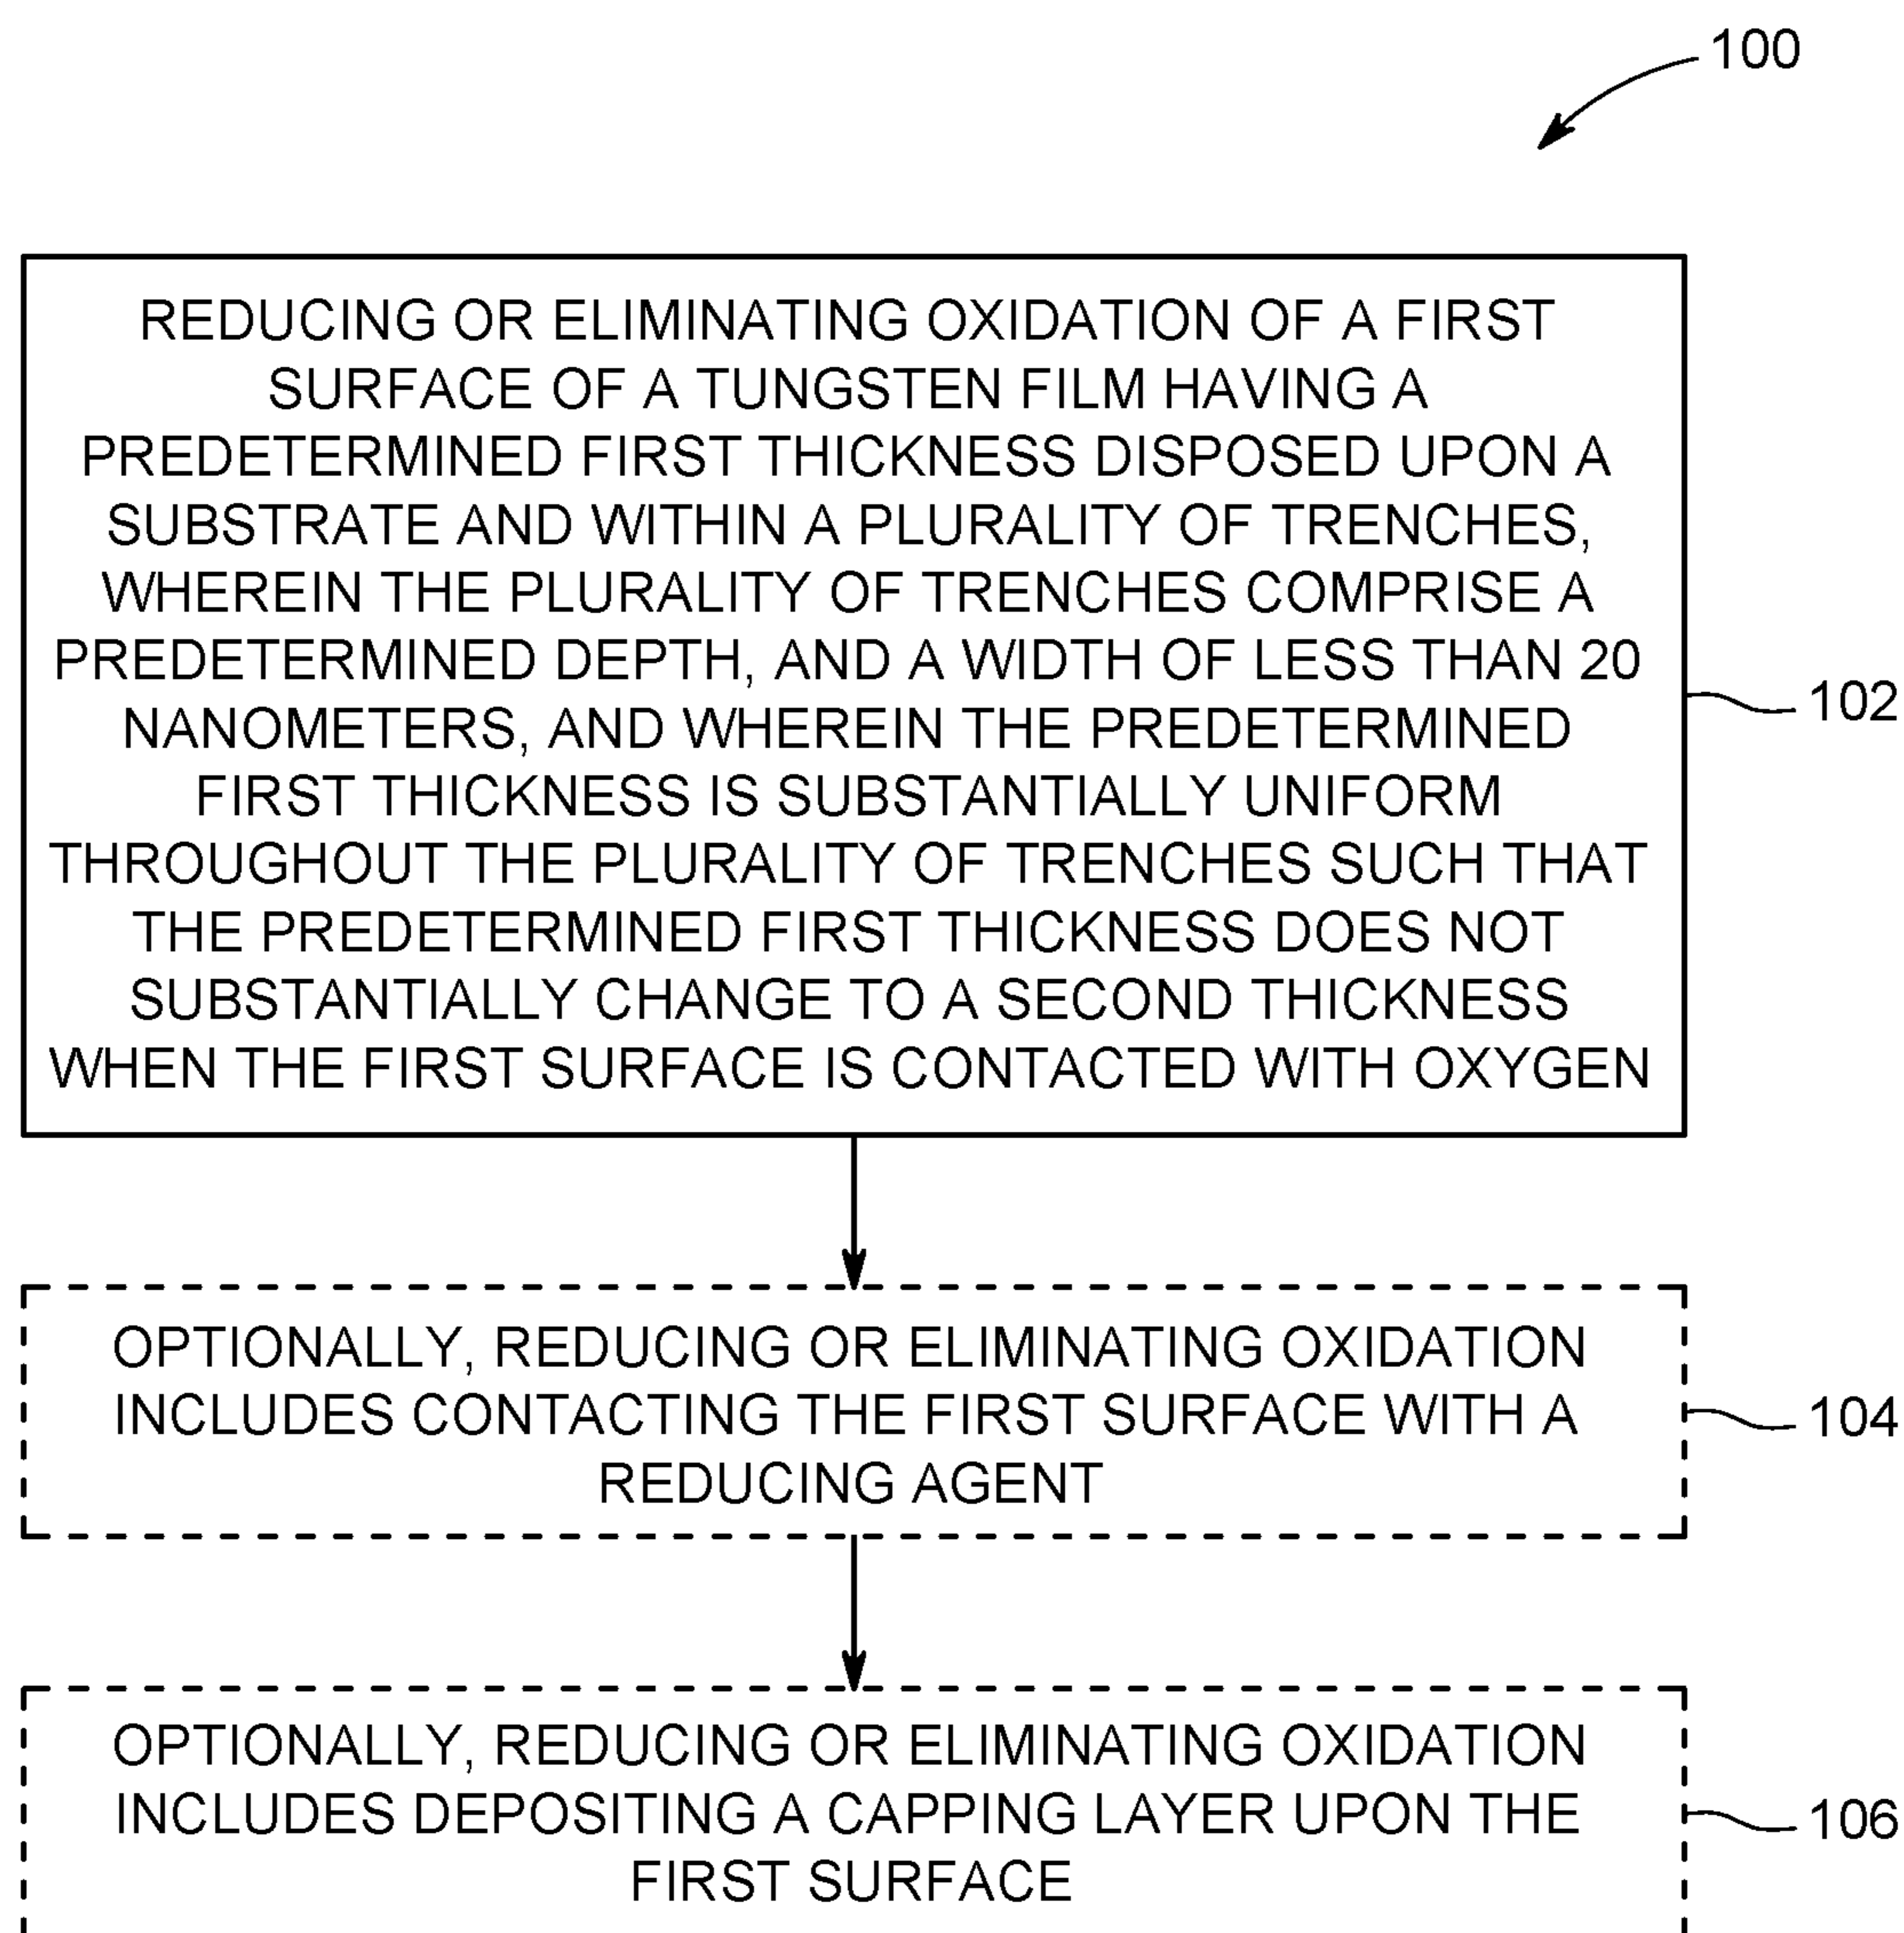 100
REDUCING OR ELIMINATING OXIDATION OF A FIRST
SURFACE OF A TUNGSTEN FILM HAVING A
PREDETERMINED FIRST THICKNESS DISPOSED UPON A
SUBSTRATE AND WITHIN A PLURALITY OF TRENCHES,
WHEREIN THE PLURALITY OF TRENCHES COMPRISE A
PREDETERMINED DEPTH, AND A WIDTH OF LESS THAN 20
NANOMETERS, AND WHEREIN THE PREDETERMINED
FIRST THICKNESS IS SUBSTANTIALLY UNIFORM
THROUGHOUT THE PLURALITY OF TRENCHES SUCH THAT
THE PREDETERMINED FIRST THICKNESS DOES NOT
SUBSTANTIALLY CHANGE TO A SECOND THICKNESS
WHEN THE FIRST SURFACE IS CONTACTED WITH OXYGEN
102
OPTIONALLY, REDUCING OR ELIMINATING OXIDATION
INCLUDES CONTACTING THE FIRST SURFACE WITH A
REDUCING AGENT
104
OPTIONALLY, REDUCING OR ELIMINATING OXIDATION
INCLUDES DEPOSITING A CAPPING LAYER UPON THE
FIRST SURFACE
106